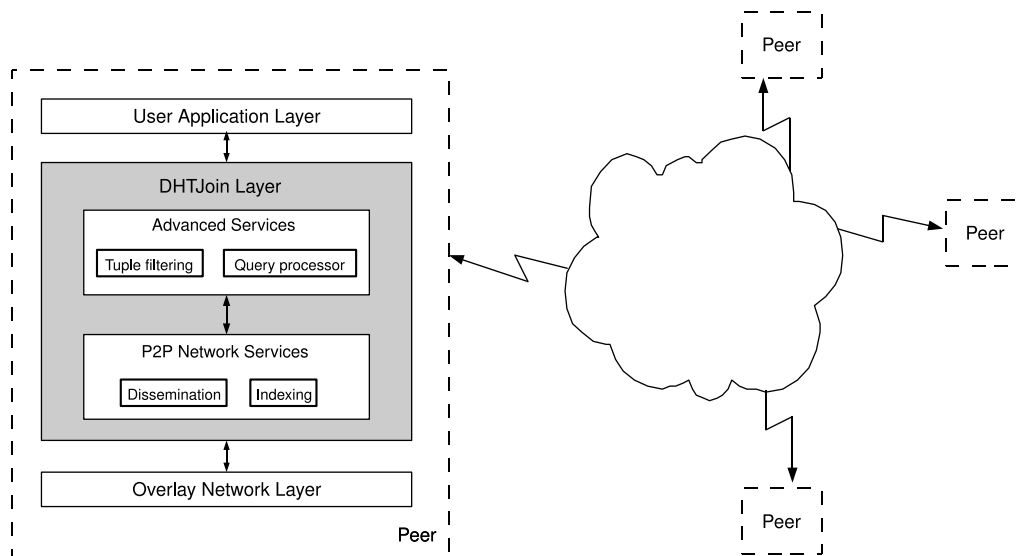 User Application Layer
DHTJoin Layer
Advanced Services
Tuple filtering
Query processor
P2P Network Services
Dissemination
Indexing
Overlay Network Layer
Peer
Peer
Peer
Peer